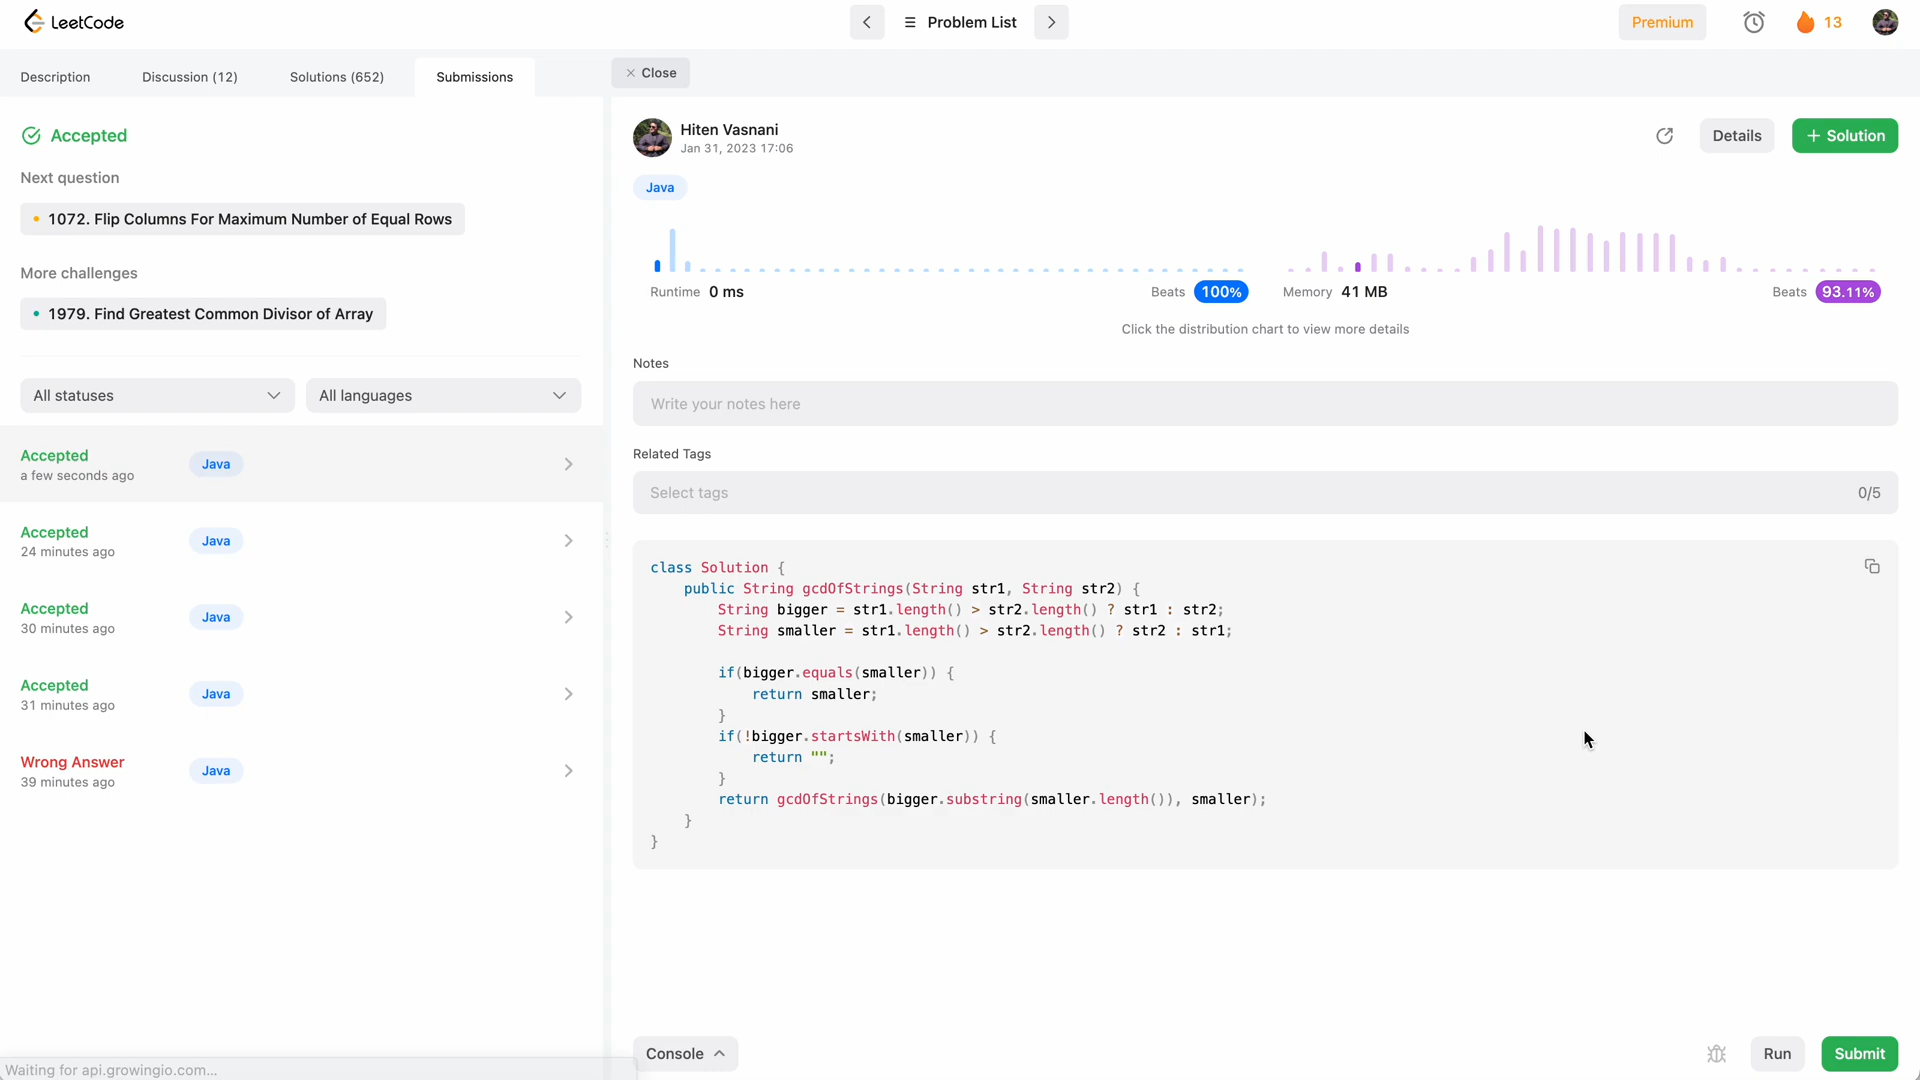 LeetCode
Problem List
Premium
13
Description
Discussion (12)
Solutions (652)
Submissions
Close
Accepted
Next question
1072. Flip Columns For Maximum Number of Equal Rows
More challenges
1979. Find Greatest Common Divisor of Array
All statuses
All languages
Accepted
a few seconds ago
Java
Accepted
24 minutes ago
Java
Accepted
30 minutes ago
Java
Accepted
31 minutes ago
Java
Wrong Answer
39 minutes ago
Java
Waiting for api.growingio.com...
Hiten Vasnani
Jan 31, 2023 17:06
Details
+ Solution
Java
Runtime 0 ms
Beats 100%
Memory 41 MB
Beats 93.11%
Click the distribution chart to view more details
Notes
Write your notes here
Related Tags
Select tags
0/5
class Solution {
    public String gcdOfStrings(String str1, String str2) {
        String bigger = str1.length() > str2.length() ? str1 : str2;
        String smaller = str1.length() > str2.length() ? str2 : str1;

        if(bigger.equals(smaller)) {
            return smaller;
        }
        if(!bigger.startsWith(smaller)) {
            return "";
        }
        return gcdOfStrings(bigger.substring(smaller.length()), smaller);
    }
}
Console
Run
Submit